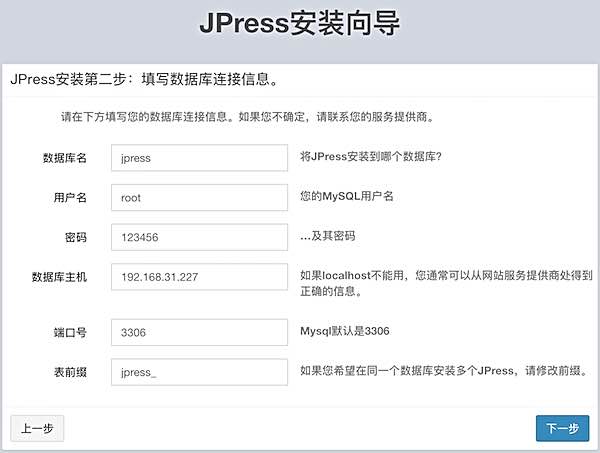 JPress安装向导
JPress安装第二步：填写数据库连接信息。
请在下方填写您的数据库连接信息。如果您不确定，请联系您的服务提供商。
数据库名 jpress 将JPress安装到哪个数据库?
用户名 root 您的MySQL用户名
密码 123456 ...及其密码
数据库主机 192.168.31.227 如果localhost不能用，您通常可以从网站服务提供商处得到
正确的信息。
端口号 3306 Mysql默认是3306
表前缀 jpress_ 如果您希望在同一个数据库安装多个JPress，请修改前缀。
上一步 下一步